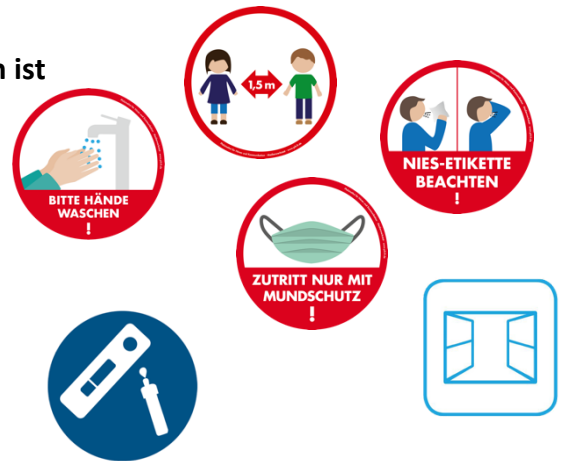 n ist
1,5 m
BITTE HÄNDE
WASCHEN
!
NIES-ETIKETTE
BEACHTEN
!
ZUTRITT NUR MIT
MUNDSCHUTZ
!